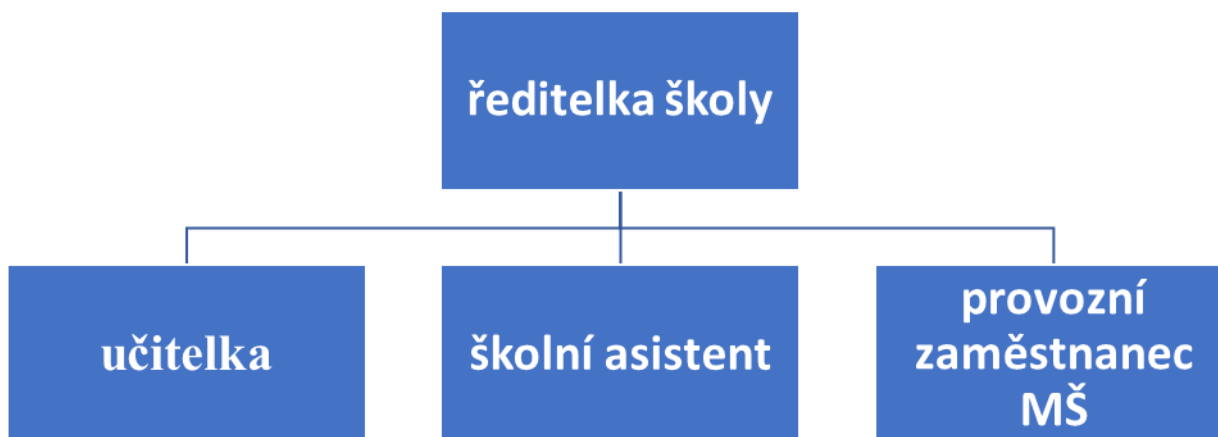 ředitelka školy
učitelka
školní asistent
provozní
zaměstnanec
MŠ